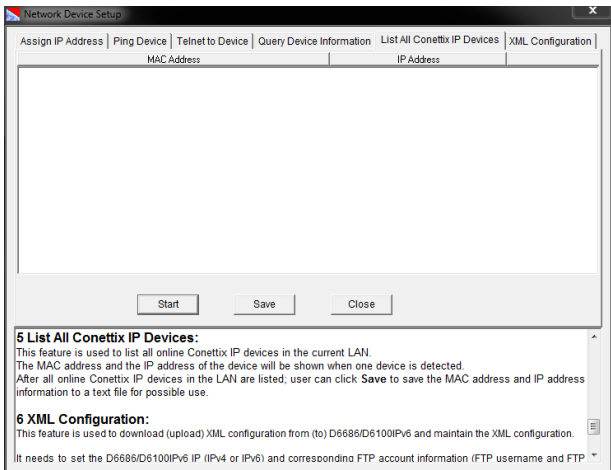 Network Device Setup
x
Assign IP Address Ping Device Telnet to Device Query Device Information List All Conettix IP Devices XML Configuration
MAC Address IP Address
Start Save Close
5 List All Conettix IP Devices:
This feature is used to list all online Conettix IP devices in the current LAN.
The MAC address and the IP address of the device will be shown when one device is detected.
After all online Conettix IP devices in the LAN are listed; user can click Save to save the MAC address and IP address
information to a text file for possible use.
6 XML Configuration:
This feature is used to download (upload) XML configuration from (to) D6686/D6100IPv6 and maintain the XML configuration.
It needs to set the D6686/D6100IPv6 IP (IPv4 or IPv6) and corresponding FTP account information (FTP username and FTP